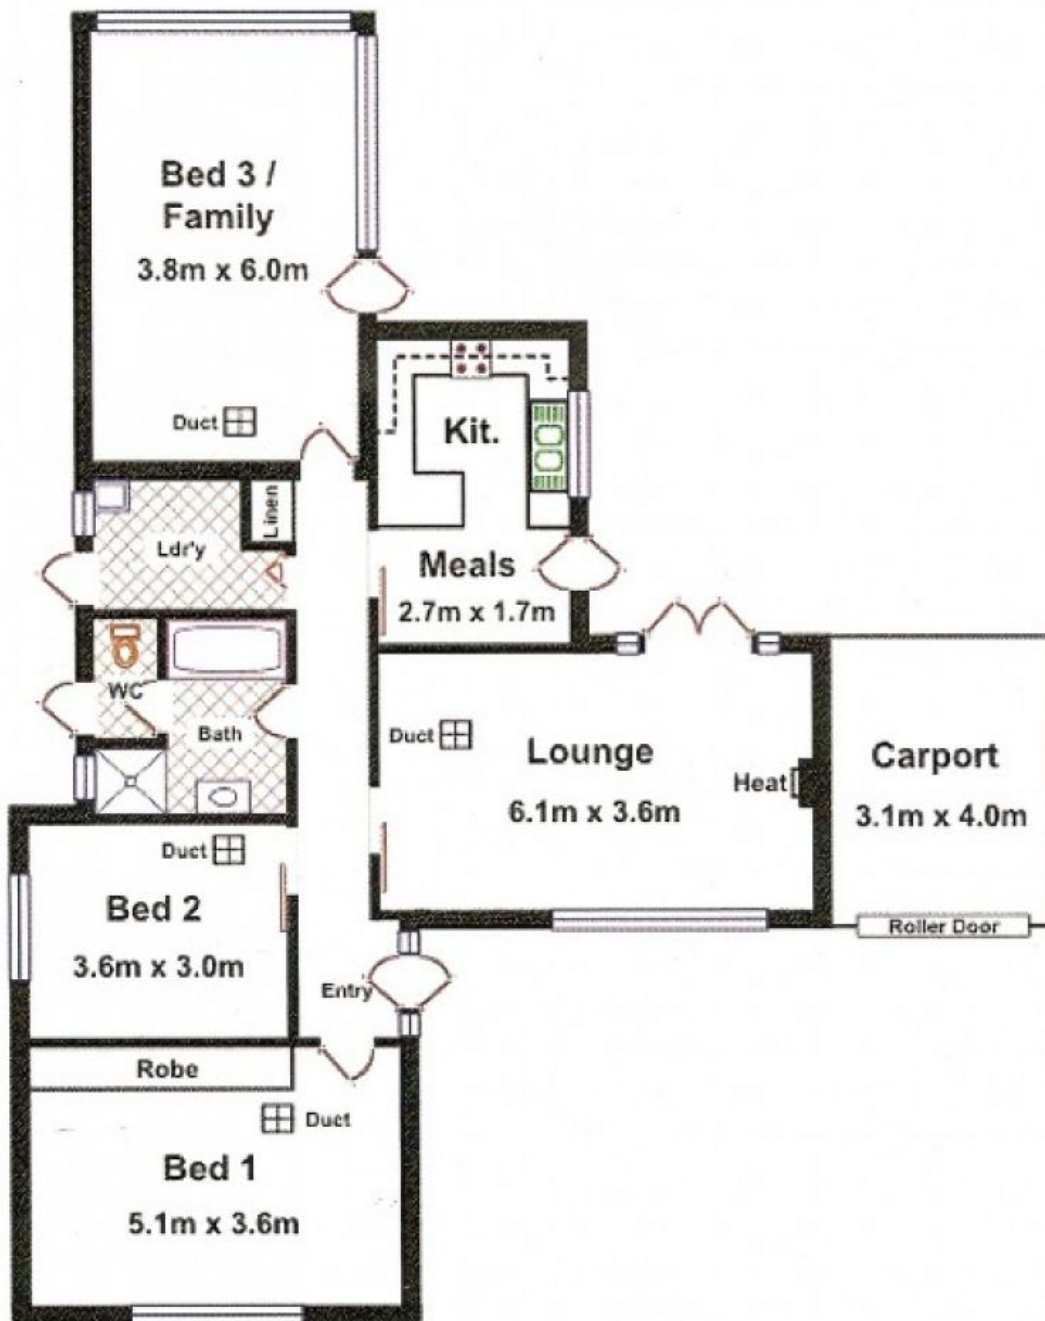 Bed 3 /
Family
3.8m x 6.0m
Duct
Kit.
Linen
Ldr'y
Meals
2.7m x 1.7m
WC
Bath
Duct
Lounge
6.1m x 3.6m
Heat
Carport
3.1m x 4.0m
Roller Door
Duct
Bed 2
3.6m x 3.0m
Entry
Robe
Duct
Bed 1
5.1m x 3.6m